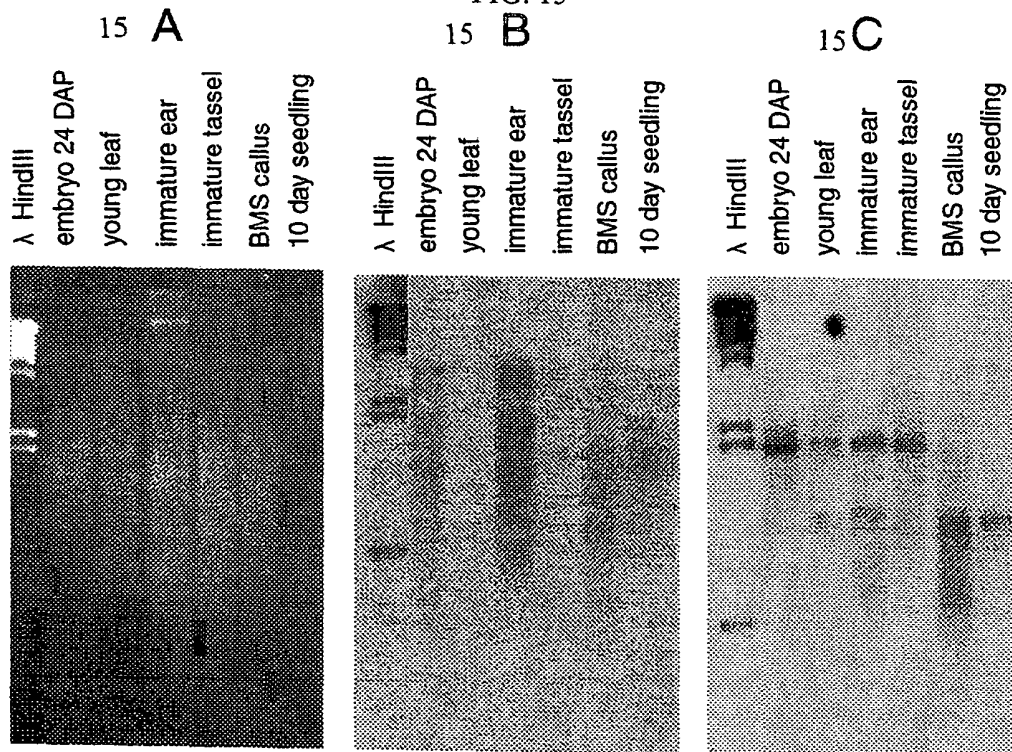 FIG. 15
15 A
λ HindIII
embryo 24 DAP
young leaf
immature ear
immature tassel
BMS callus
10 day seedling
15 B
λ HindIII
embryo 24 DAP
young leaf
immature ear
immature tassel
BMS callus
10 day seedling
15 C
λ HindIII
embryo 24 DAP
young leaf
immature ear
immature tassel
BMS callus
10 day seedling